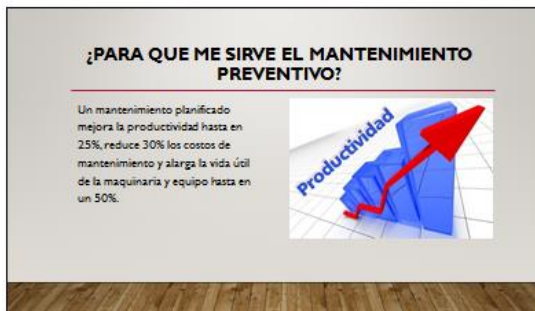 ¿PARA QUE ME SIRVE EL MANTENIMIENTO
PREVENTIVO?
Un mantenimiento planificado
mejora la productividad hasta en
25%, reduce 30% los costos de
mantenimiento y alarga la vida útil
de la maquinaria y equipo hasta en
un 50%.
Productividad